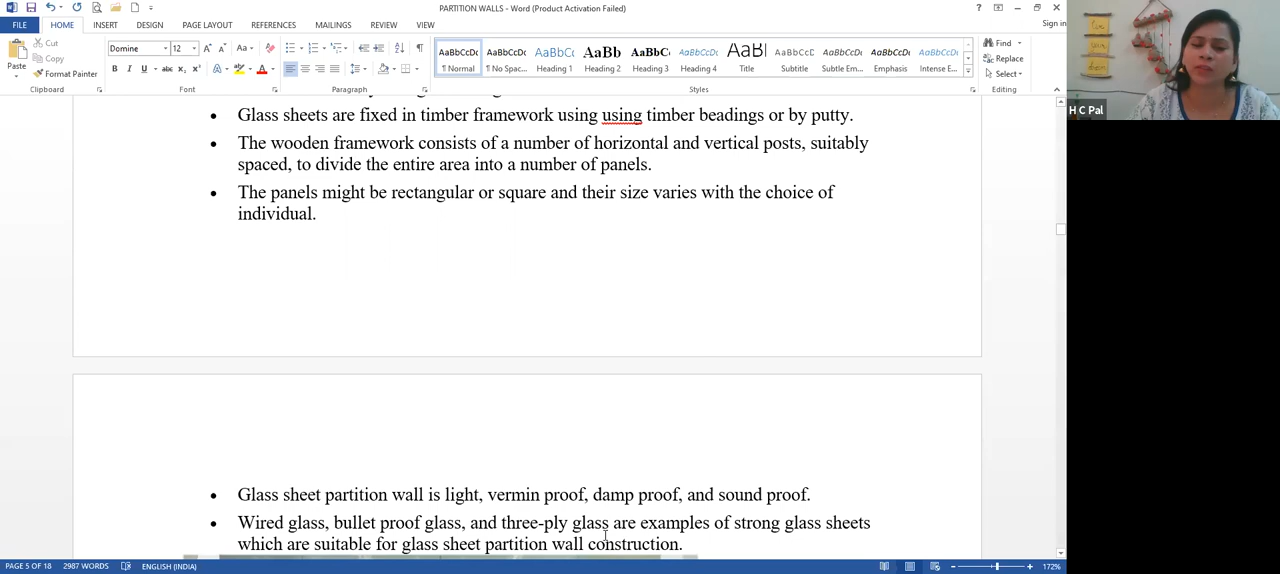 PARTITION WALLS - Word (Product Activation Failed)
FILE HOME INSERT DESIGN PAGE LAYOUT REFERENCES MAILINGS REVIEW VIEW
Sign in
Cut
Copy
Format Painter
Paste
Clipboard
Domine 12
Font
Paragraph
AaBbCcDc AaBbCcDc AaBbCc AaBb AaBbC AaBbCcDc AaB AaBbCcD AaBbCcDc AaBbCcDc AaBbCcDc
¶ Normal ¶ No Spac... Heading 1 Heading 2 Heading 3 Heading 4 Title Subtitle Subtle Em... Emphasis Intense E...
Styles
Find
Replace
Select
Editing
H C Pal
• Glass sheets are fixed in timber framework using using timber beadings or by putty.
• The wooden framework consists of a number of horizontal and vertical posts, suitably
spaced, to divide the entire area into a number of panels.
• The panels might be rectangular or square and their size varies with the choice of
individual.
• Glass sheet partition wall is light, vermin proof, damp proof, and sound proof.
• Wired glass, bullet proof glass, and three-ply glass are examples of strong glass sheets
which are suitable for glass sheet partition wall construction.
PAGE 5 OF 18 2987 WORDS ENGLISH (INDIA) 172%